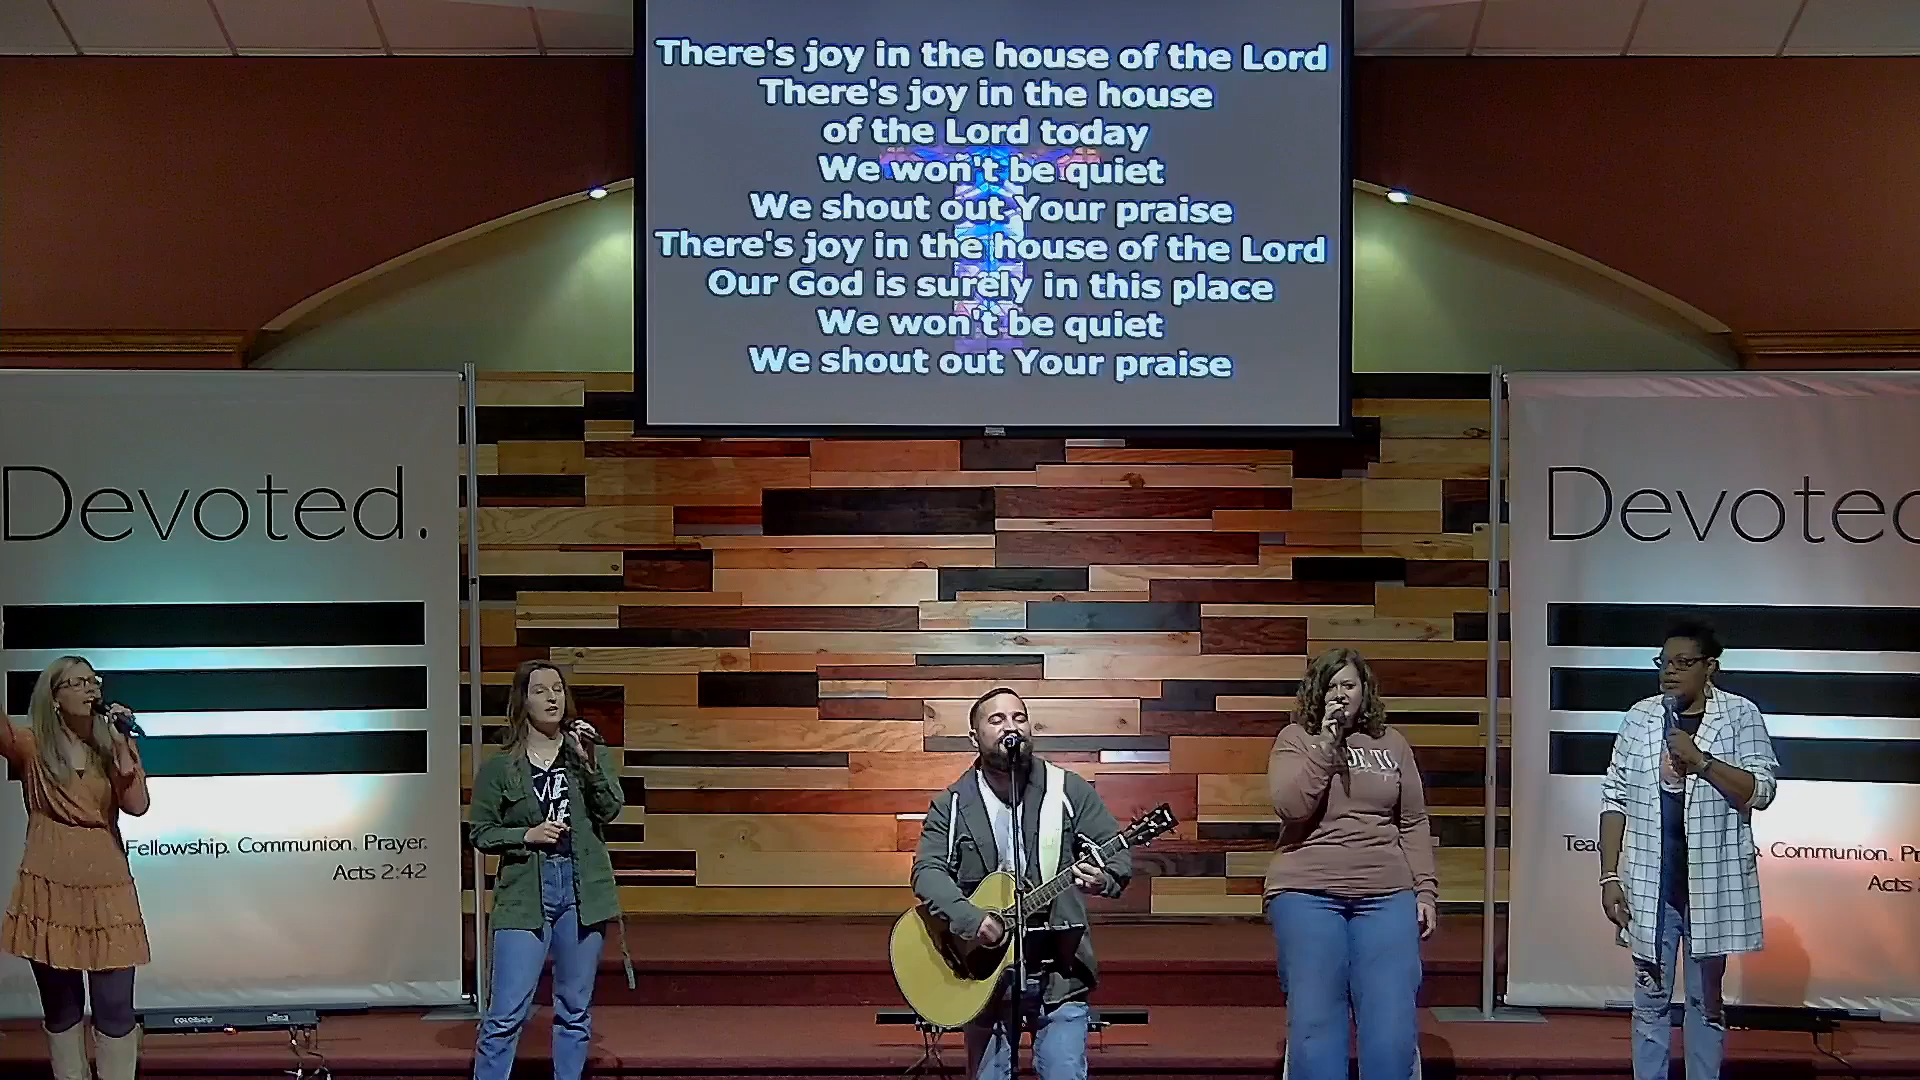 There's joy in the house of the Lord
There's joy in the house
of the Lord today
We won't be quiet
We shout out Your praise
There's joy in the house of the Lord
Our God is surely in this place
We won't be quiet
We shout out Your praise
Devoted.
Fellowship. Communion. Prayer.
Acts 2:42
Devoted
Communion.
Acts